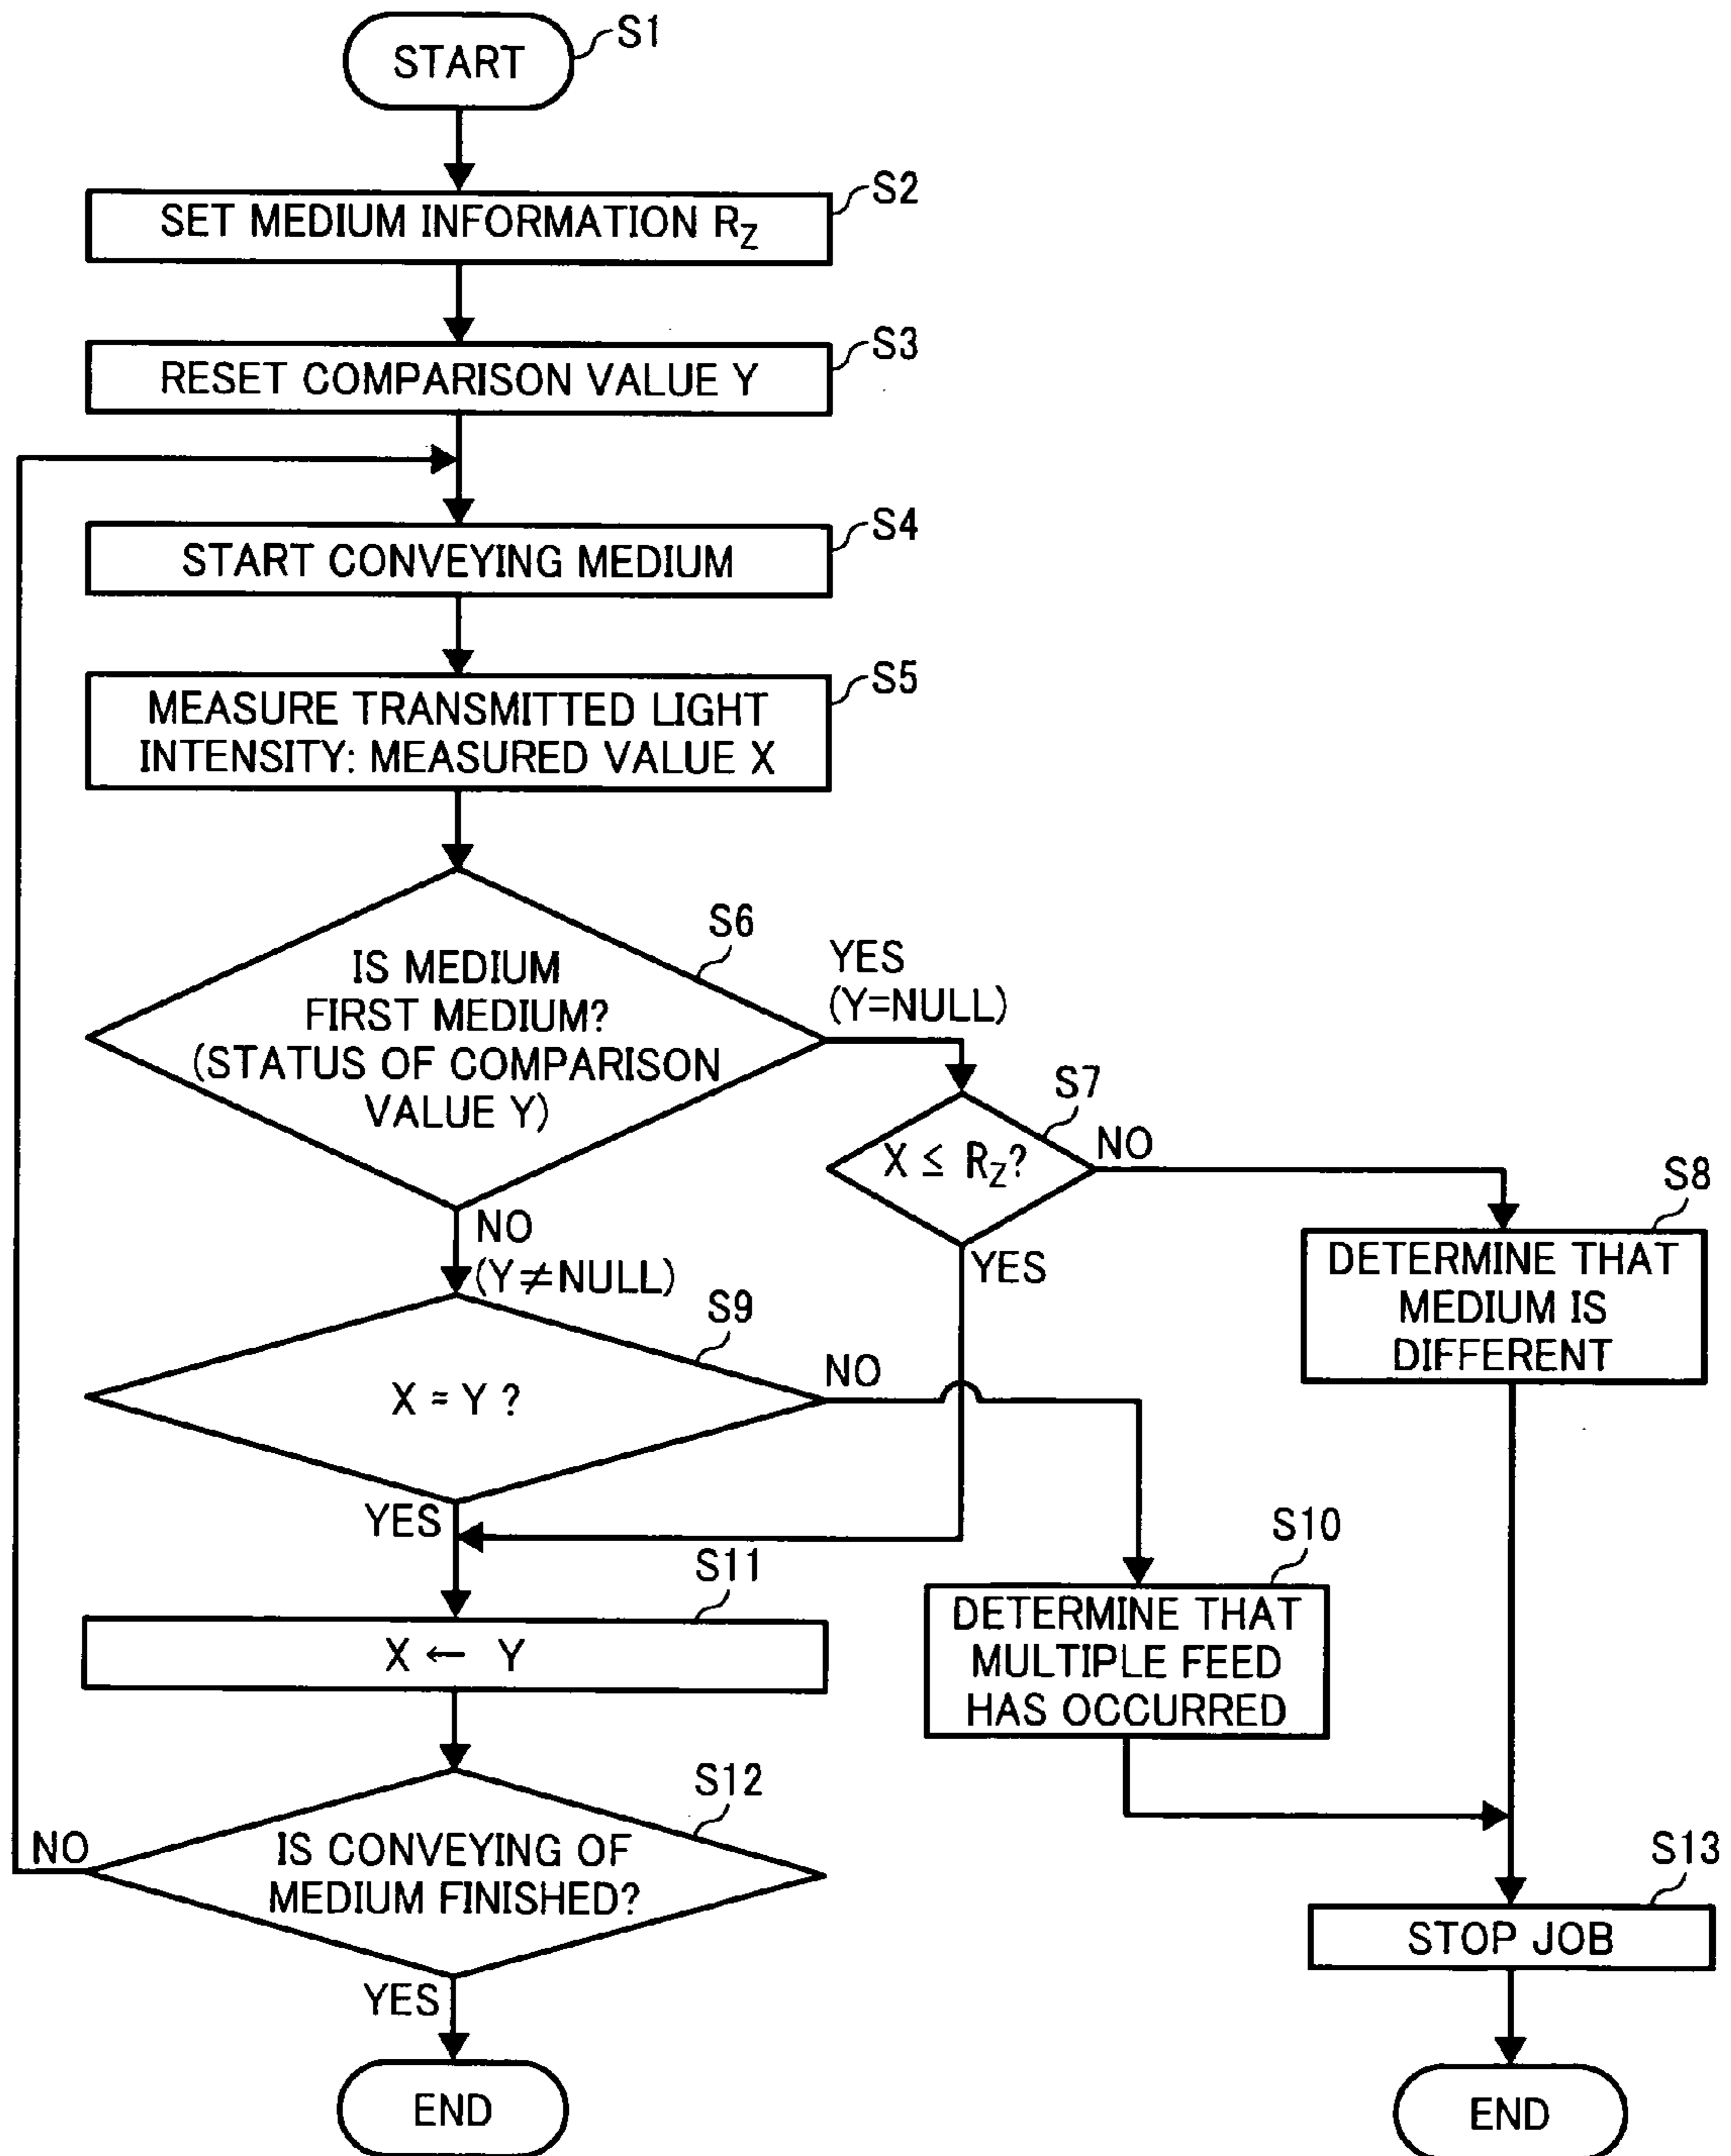 START
S1
S2
SET MEDIUM INFORMATION RZ
S3
RESET COMPARISON VALUE Y
S4
START CONVEYING MEDIUM
S5
MEASURE TRANSMITTED LIGHT
INTENSITY: MEASURED VALUE X
S6
IS MEDIUM
FIRST MEDIUM?
(STATUS OF COMPARISON
VALUE Y)
YES
(Y=NULL)
S7
X ≤ RZ?
NO
YES
S8
DETERMINE THAT
MEDIUM IS
DIFFERENT
NO
(Y≠NULL)
S9
X ≈ Y ?
NO
YES
S10
DETERMINE THAT
MULTIPLE FEED
HAS OCCURRED
S11
X ← Y
S12
IS CONVEYING OF
MEDIUM FINISHED?
NO
YES
END
S13
STOP JOB
END